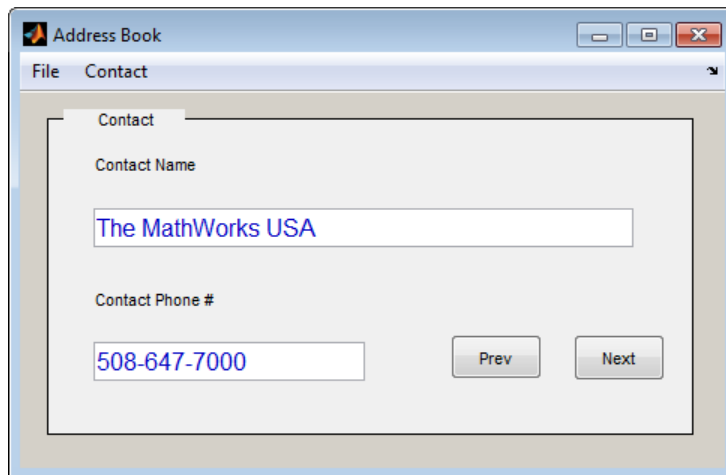 Address Book
File Contact
Contact
Contact Name
The MathWorks USA
Contact Phone #
508-647-7000 Prev Next